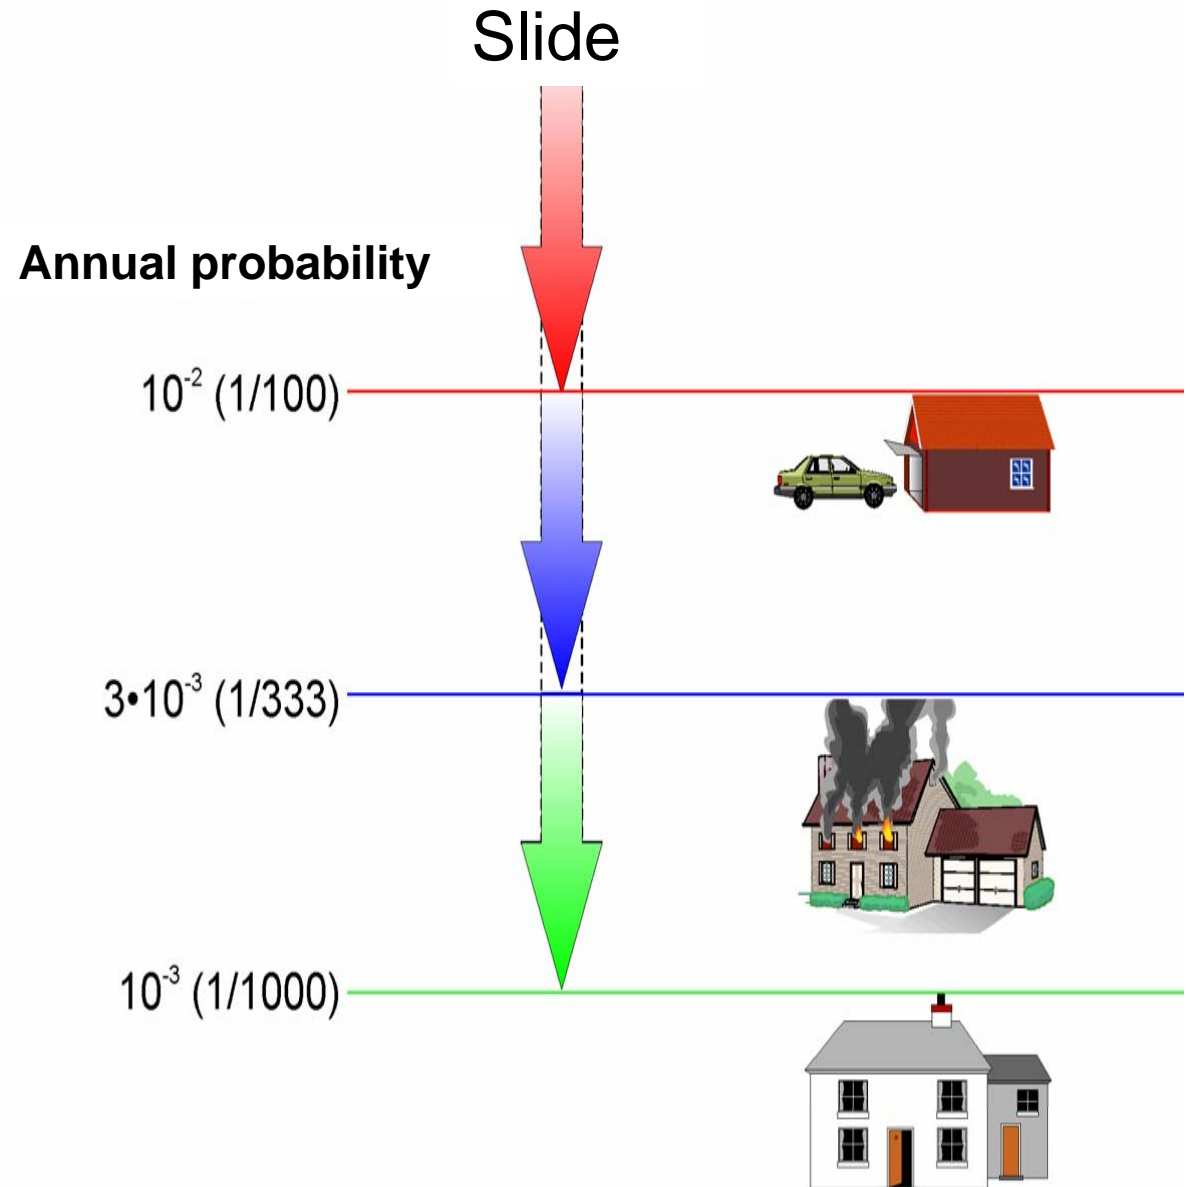 Slide
Annual probability
10⁻² (1/100)
3•10⁻³ (1/333)
10⁻³ (1/1000)